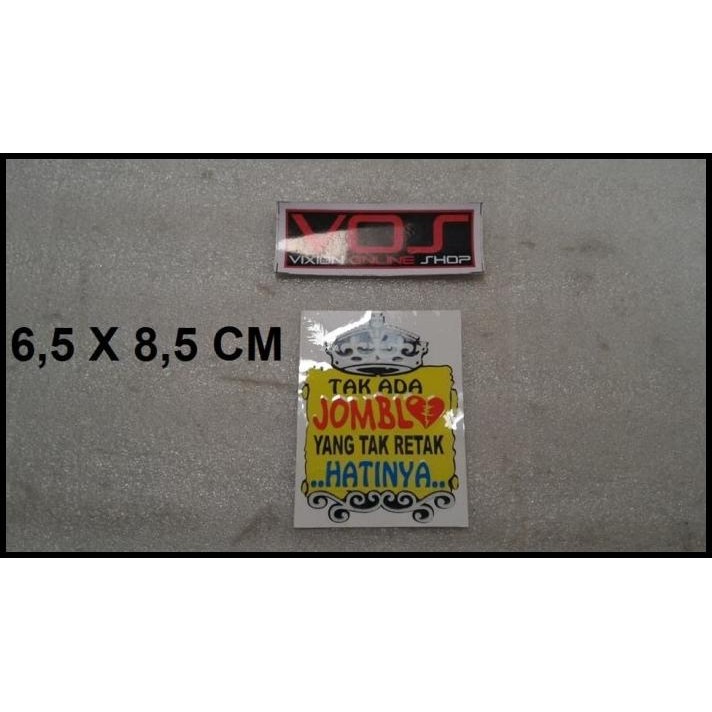 VOS
VIXION ONLINE SHOP
6,5 X 8,5 CM
TAK ADA
JOMBLO
YANG TAK RETAK
..HATINYA..